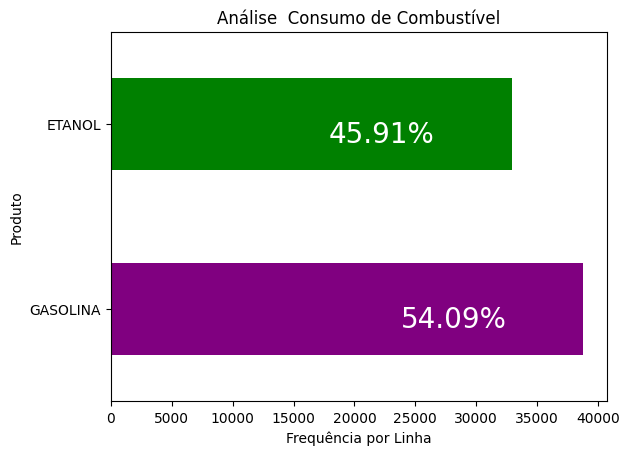 Análise  Consumo de Combustível
ETANOL
45.91%
Produto
GASOLINA
54.09%
0 5000 10000 15000 20000 25000 30000 35000 40000
Frequência por Linha